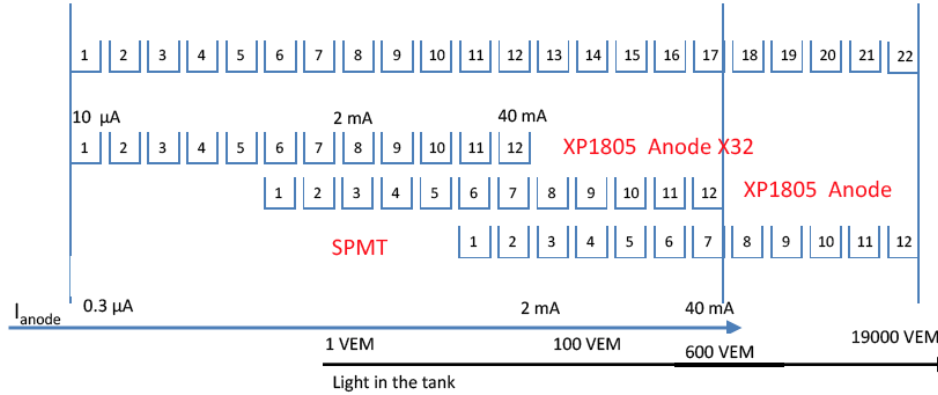 1 2 3 4 5 6 7 8 9 10 11 12 13 14 15 16 17 18 19 20 21 22
10 µA 2 mA 40 mA
1 2 3 4 5 6 7 8 9 10 11 12 XP1805 Anode X32
1 2 3 4 5 6 7 8 9 10 11 12 XP1805 Anode
SPMT 1 2 3 4 5 6 7 8 9 10 11 12
Ianode 0.3 µA 2 mA 40 mA
1 VEM 100 VEM 600 VEM 19000 VEM
Light in the tank